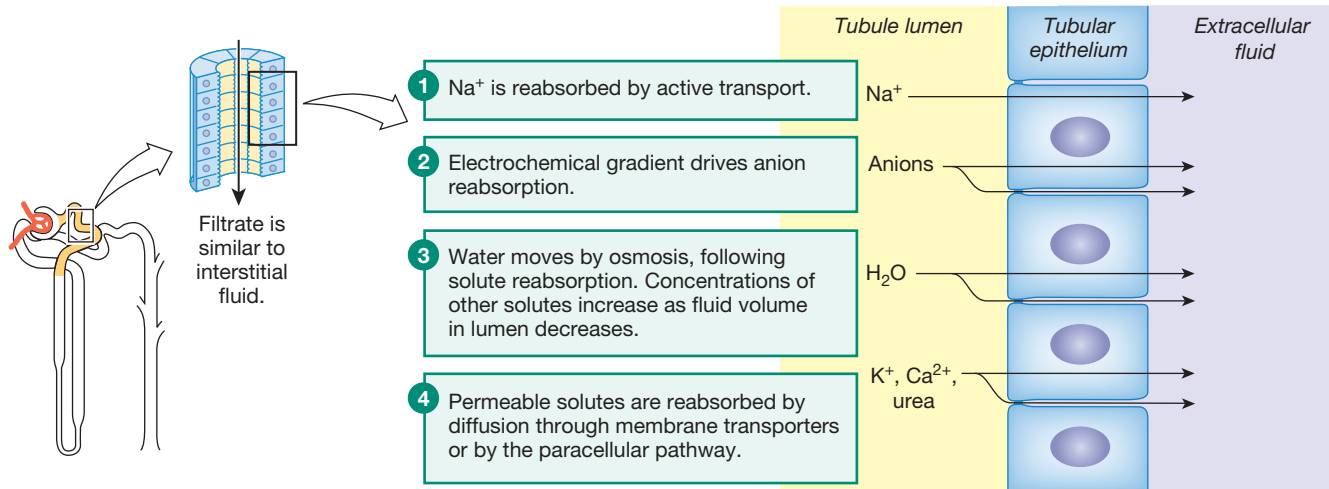 Filtrate is
similar to
interstitial
fluid.
1 Na⁺ is reabsorbed by active transport.
2 Electrochemical gradient drives anion
reabsorption.
3 Water moves by osmosis, following
solute reabsorption. Concentrations of
other solutes increase as fluid volume
in lumen decreases.
4 Permeable solutes are reabsorbed by
diffusion through membrane transporters
or by the paracellular pathway.
Tubule lumen
Tubular
epithelium
Extracellular
fluid
Na⁺
Anions
H₂O
K⁺, Ca²⁺,
urea